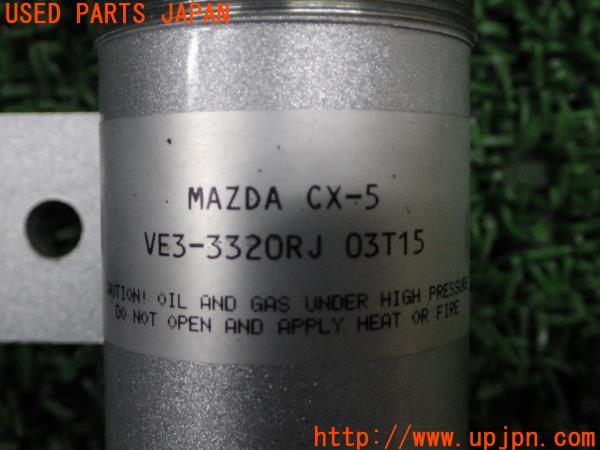 USED PARTS JAPAN
MAZDA CX-5
VE3-3320RJ 03T15
CAUTION! OIL AND GAS UNDER HIGH PRESSURE
DO NOT OPEN AND APPLY HEAT OR FIRE
http://www.upjpn.com/